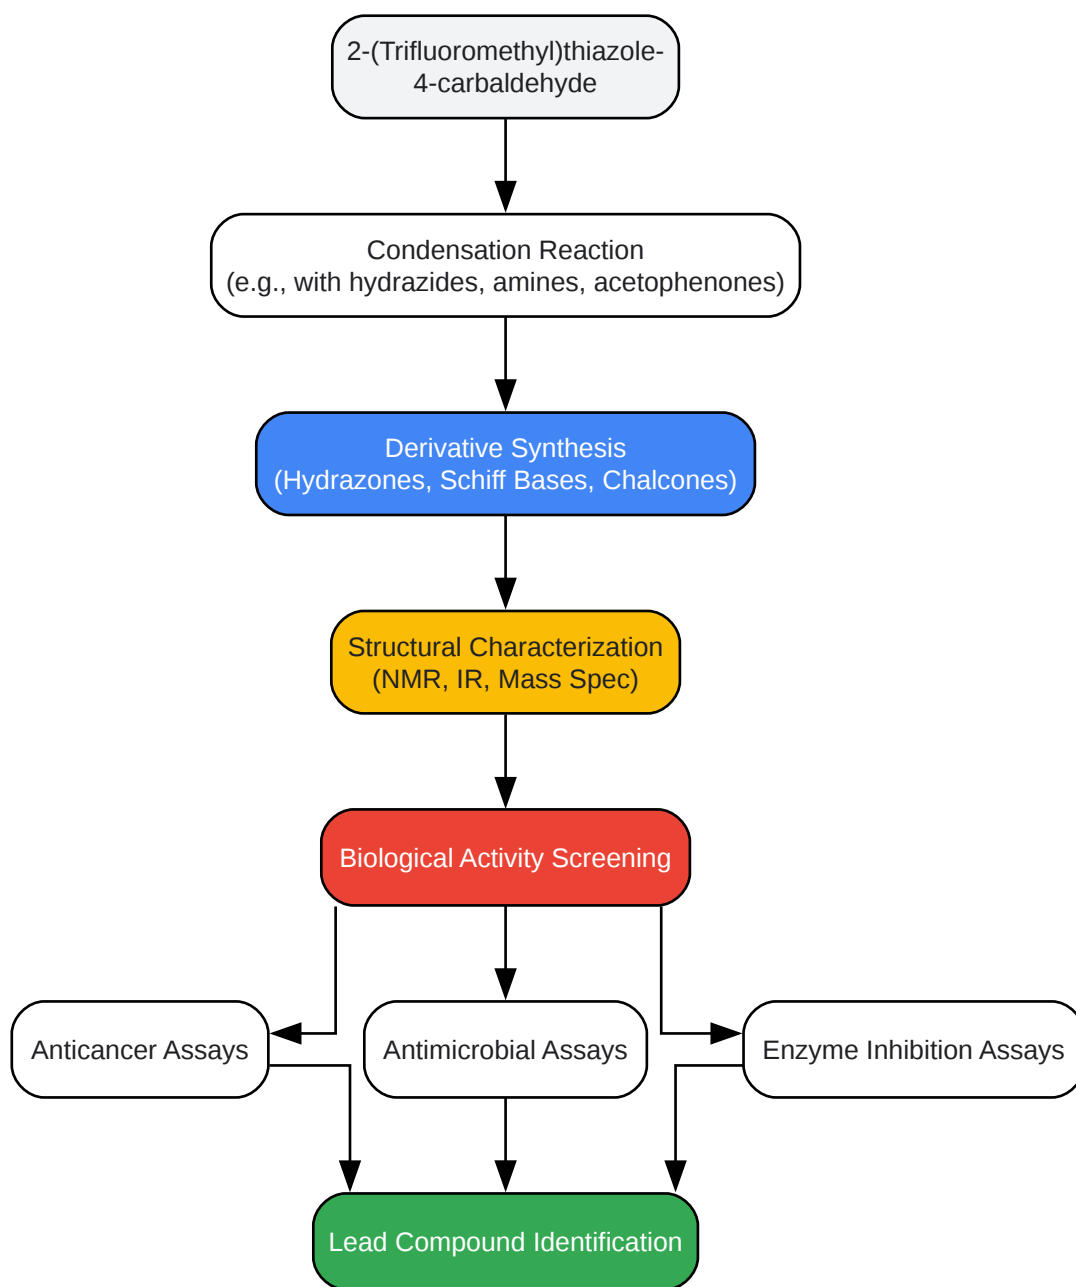 2-(Trifluoromethyl)thiazole-
4-carbaldehyde
Condensation Reaction
(e.g., with hydrazides, amines, acetophenones)
Derivative Synthesis
(Hydrazones, Schiff Bases, Chalcones)
Structural Characterization
(NMR, IR, Mass Spec)
Biological Activity Screening
Anticancer Assays
Antimicrobial Assays
Enzyme Inhibition Assays
Lead Compound Identification